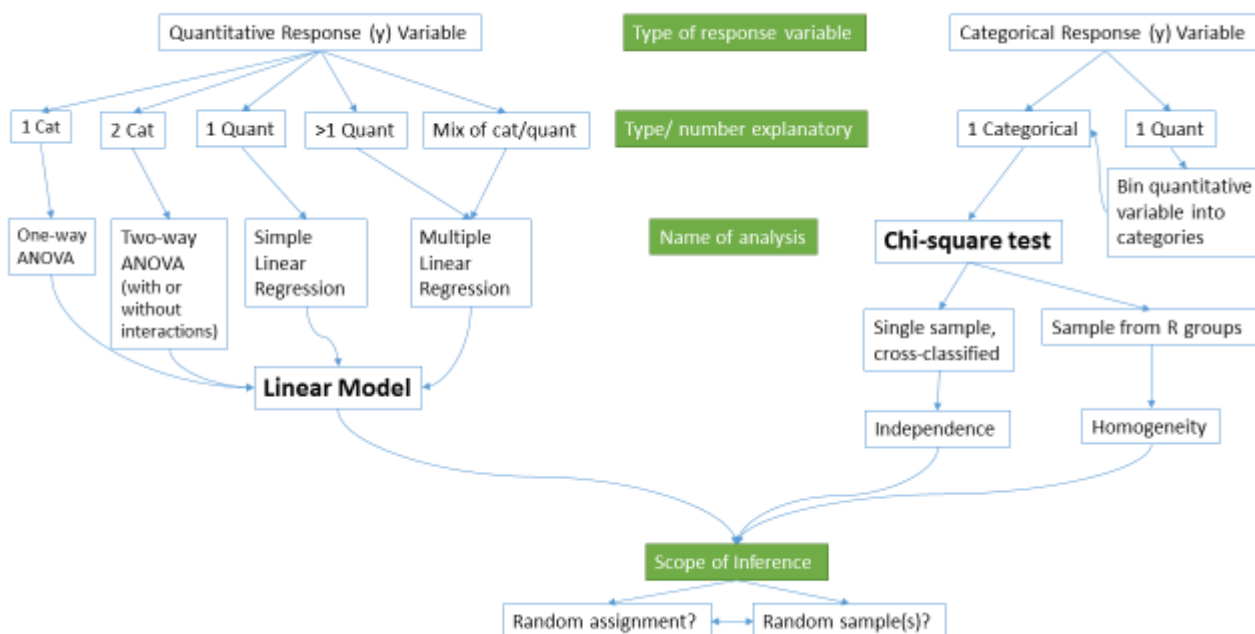 Quantitative Response (y) Variable
Type of response variable
Categorical Response (y) Variable
1 Cat
2 Cat
1 Quant
>1 Quant
Mix of cat/quant
Type/ number explanatory
1 Categorical
1 Quant
One-way
ANOVA
Two-way
ANOVA
(with or
without
interactions)
Simple
Linear
Regression
Multiple
Linear
Regression
Name of analysis
Chi-square test
Bin quantitative
variable into
categories
Single sample,
cross-classified
Sample from R groups
Linear Model
Independence
Homogeneity
Scope of Inference
Random assignment?
Random sample(s)?